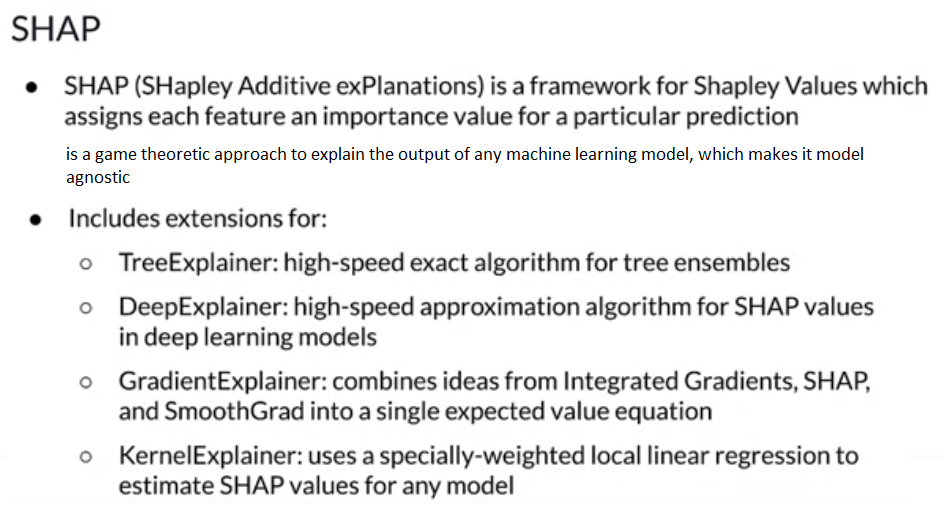 SHAP
● SHAP (SHapley Additive exPlanations) is a framework for Shapley Values which
assigns each feature an importance value for a particular prediction
is a game theoretic approach to explain the output of any machine learning model, which makes it model
agnostic
● Includes extensions for:
○ TreeExplainer: high-speed exact algorithm for tree ensembles
○ DeepExplainer: high-speed approximation algorithm for SHAP values
in deep learning models
○ GradientExplainer: combines ideas from Integrated Gradients, SHAP,
and SmoothGrad into a single expected value equation
○ KernelExplainer: uses a specially-weighted local linear regression to
estimate SHAP values for any model